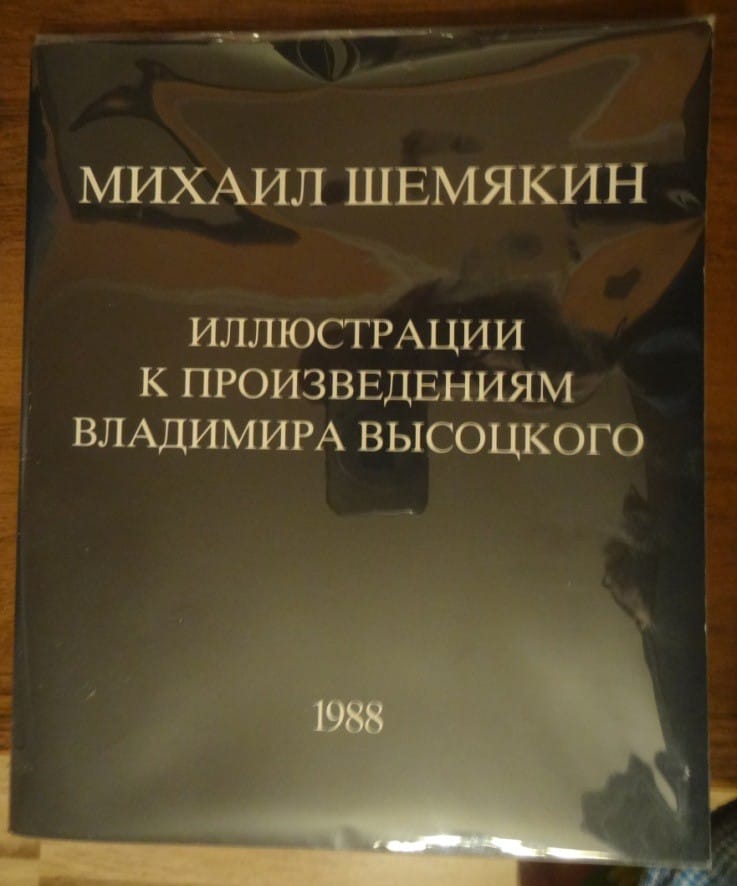 МИХАИЛ ШЕМЯКИН
ИЛЛЮСТРАЦИИ
К ПРОИЗВЕДЕНИЯМ
ВЛАДИМИРА ВЫСОЦКОГО
1988